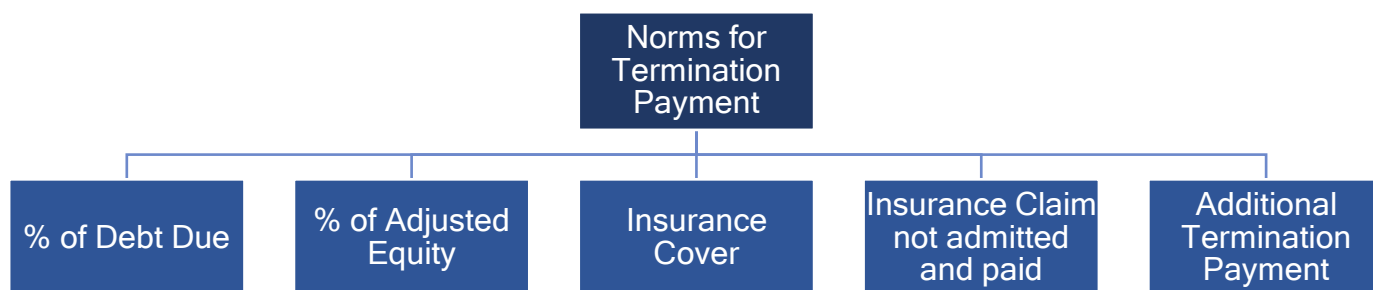 Norms for
Termination
Payment
% of Debt Due
% of Adjusted
Equity
Insurance
Cover
Insurance Claim
not admitted
and paid
Additional
Termination
Payment